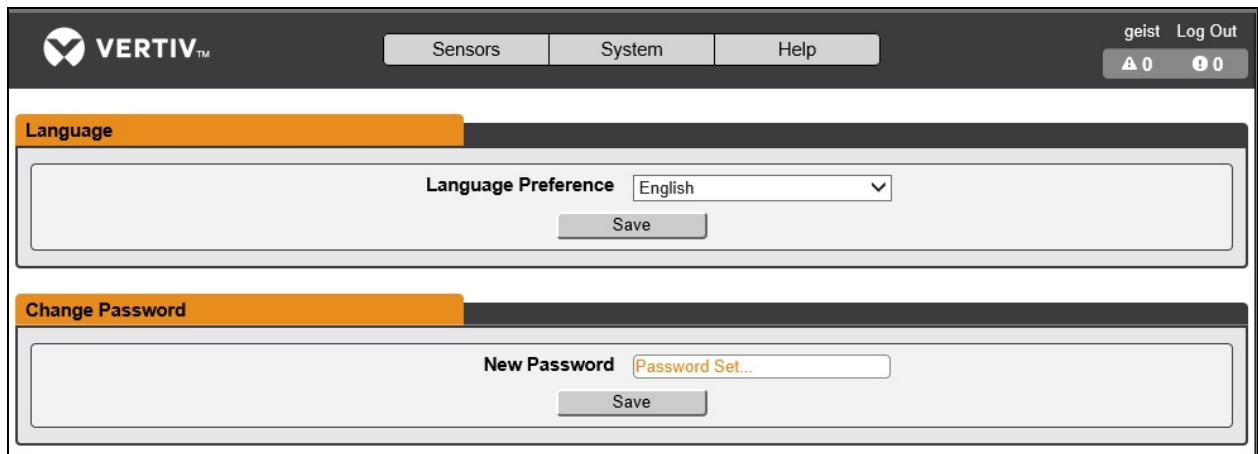 VERTIV™ Sensors System Help geist Log Out
0 0
Language
Language Preference English
Save
Change Password
New Password Password Set...
Save